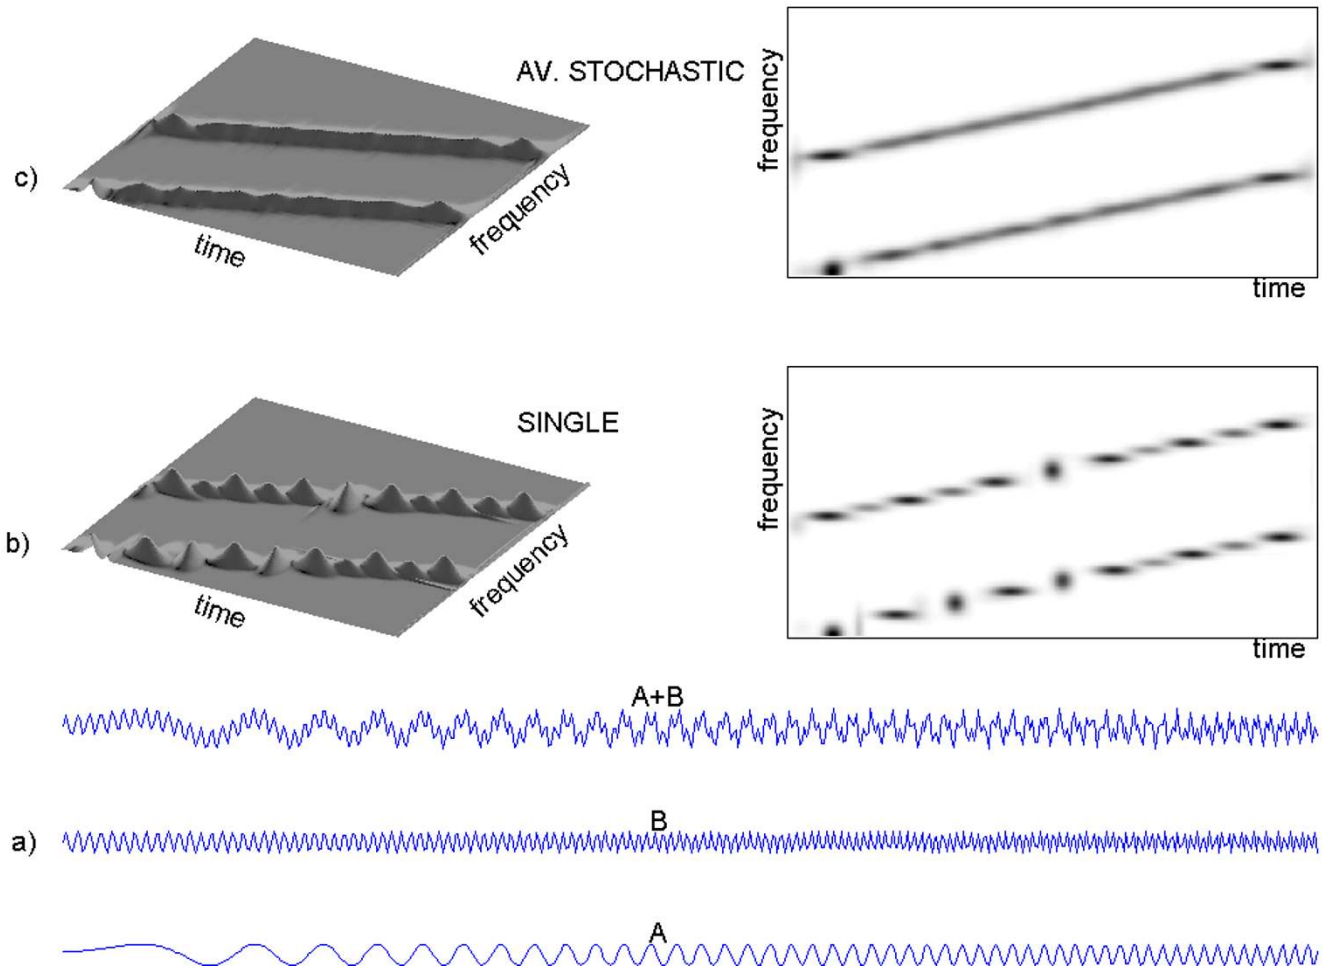 AV. STOCHASTIC
c)
time
frequency
frequency
time
SINGLE
b)
time
frequency
frequency
time
A+B
a)
B
A